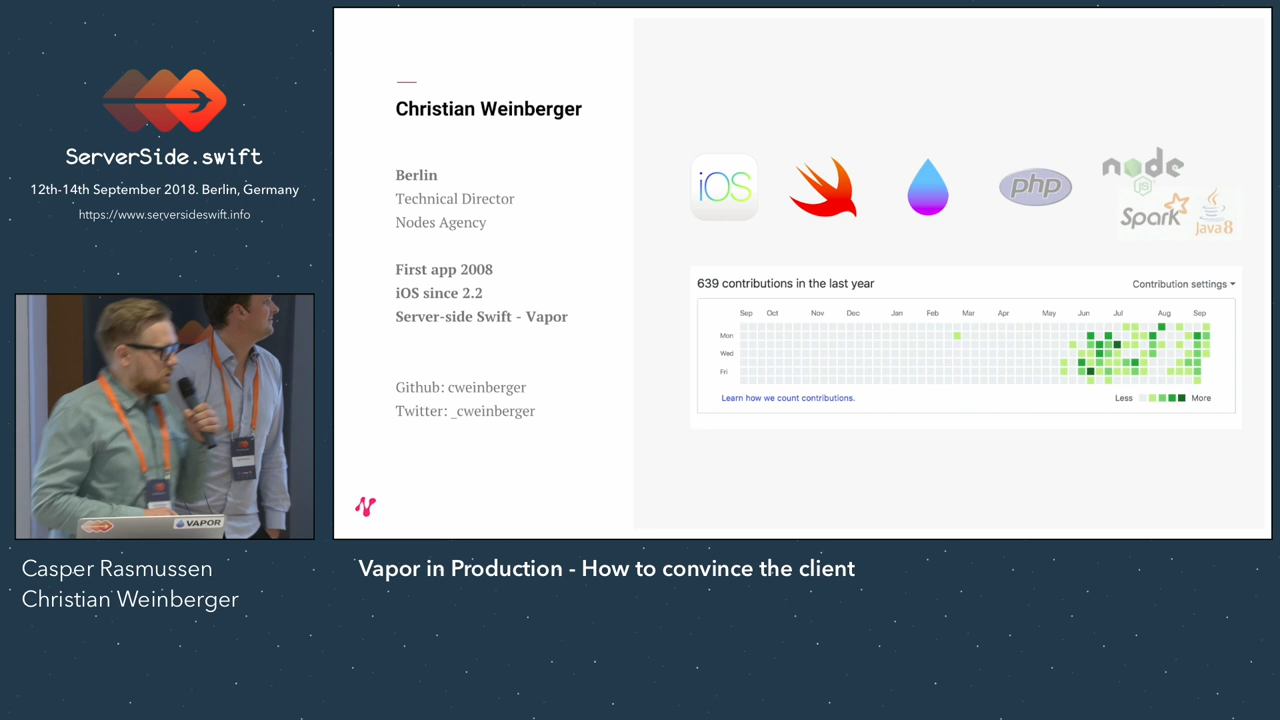 ServerSide.swift
12th-14th September 2018. Berlin, Germany
https://www.serversideswift.info
VAPOR
Casper Rasmussen
Christian Weinberger
Christian Weinberger
Berlin
Technical Director
Nodes Agency
First app 2008
iOS since 2.2
Server-side Swift - Vapor
Github: cweinberger
Twitter: _cweinberger
iOS
php
node
JS
Spark
Java8
639 contributions in the last year
Contribution settings
Sep Oct Nov Dec Jan Feb Mar Apr May Jun Jul Aug Sep
Mon
Wed
Fri
Learn how we count contributions.
Less More
Vapor in Production - How to convince the client